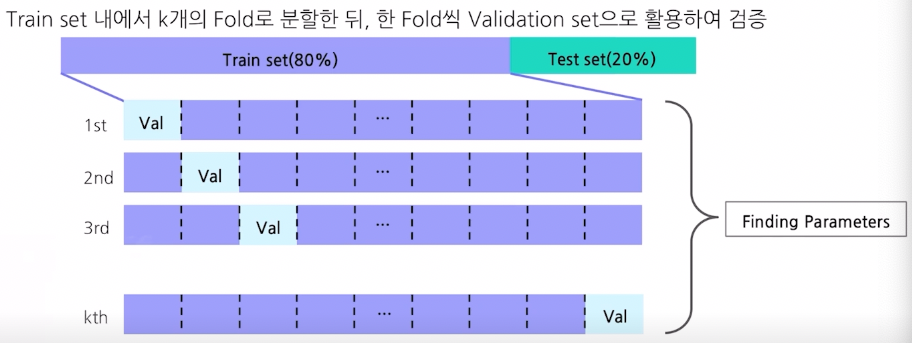 Train set 내에서 k개의 Fold로 분할한 뒤, 한 Fold씩 Validation set으로 활용하여 검증
Train set(80%)
Test set(20%)
1st
Val
...
2nd
Val
...
3rd
Val
...
Finding Parameters
kth
...
Val